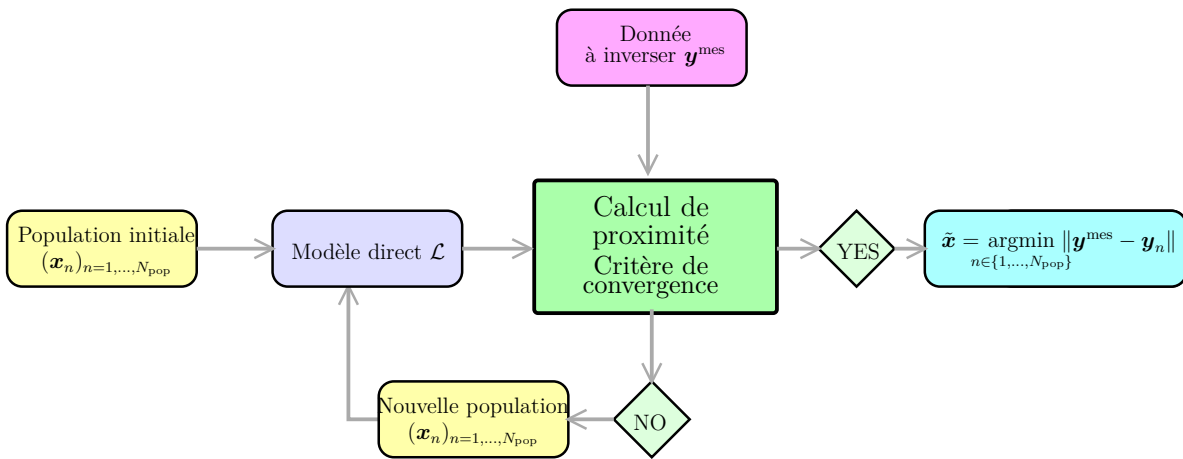 Donnée
à inverser y^mes
Population initiale
(x_n)_{n=1,...,N_pop}
Modèle direct ℒ
Calcul de
proximité
Critère de
convergence
YES
x̃ = argmin ‖y^mes − y_n‖
n∈{1,...,N_pop}
Nouvelle population
(x_n)_{n=1,...,N_pop}
NO